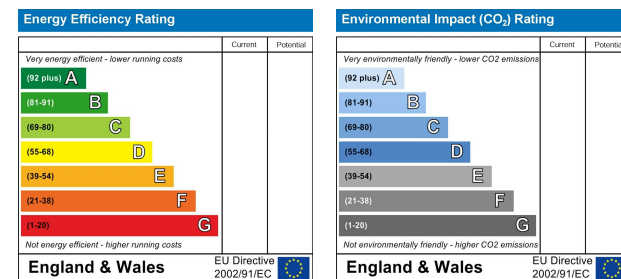 Energy Efficiency Rating
Current Potential
Very energy efficient - lower running costs
(92 plus) A
(81-91) B
(69-80) C
(55-68) D
(39-54) E
(21-38) F
(1-20) G
Not energy efficient - higher running costs
England & Wales
EU Directive
2002/91/EC
Environmental Impact (CO₂) Rating
Current Potential
Very environmentally friendly - lower CO2 emissions
(92 plus) A
(81-91) B
(69-80) C
(55-68) D
(39-54) E
(21-38) F
(1-20) G
Not environmentally friendly - higher CO2 emissions
England & Wales
EU Directive
2002/91/EC